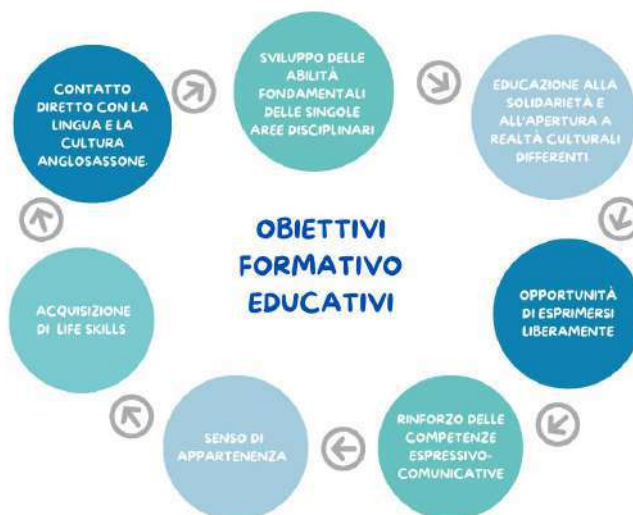 SVILUPPO DELLE
ABILITÀ
FONDAMENTALI
DELLE SINGOLE
AREE DISCIPLINARI
EDUCAZIONE ALLA
SOLIDARIETÀ E
ALL'APERTURA A
REALTÀ CULTURALI
DIFFERENTI.
OPPORTUNITÀ
DI ESPRIMERSI
LIBERAMENTE
RINFORZO DELLE
COMPETENZE
ESPRESSIVO-
COMUNICATIVE
SENSO DI
APPARTENENZA
ACQUISIZIONE
DI LIFE SKILLS
CONTATTO
DIRETTO CON LA
LINGUA E LA
CULTURA
ANGLOSASSONE.
OBIETTIVI
FORMATIVO
EDUCATIVI